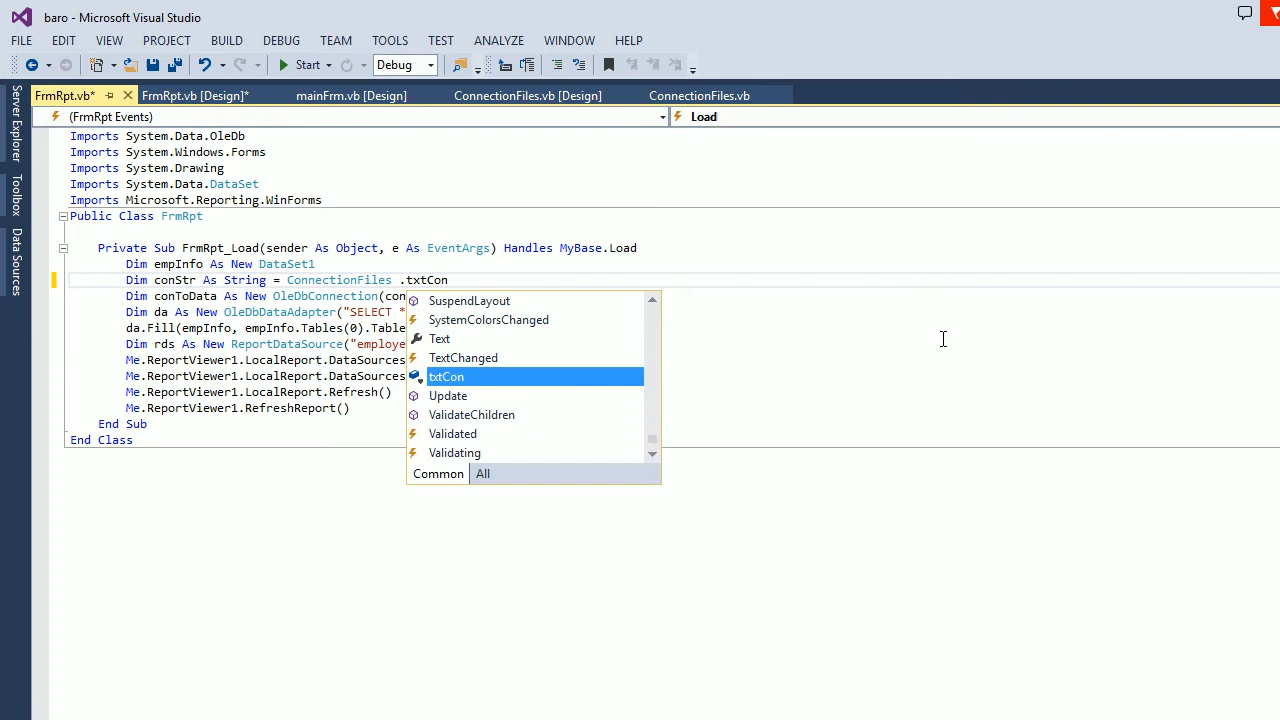 baro - Microsoft Visual Studio
FILE EDIT VIEW PROJECT BUILD DEBUG TEAM TOOLS TEST ANALYZE WINDOW HELP
Start Debug
FrmRpt.vb* FrmRpt.vb [Design]* mainFrm.vb [Design] ConnectionFiles.vb [Design] ConnectionFiles.vb
(FrmRpt Events) Load
Server Explorer
Toolbox
Data Sources
Imports System.Data.OleDb
Imports System.Windows.Forms
Imports System.Drawing
Imports System.Data.DataSet
Imports Microsoft.Reporting.WinForms
Public Class FrmRpt
Private Sub FrmRpt_Load(sender As Object, e As EventArgs) Handles MyBase.Load
Dim empInfo As New DataSet1
Dim conStr As String = ConnectionFiles .txtCon
Dim conToData As New OleDbConnection(con
Dim da As New OleDbDataAdapter("SELECT *
da.Fill(empInfo, empInfo.Tables(0).Table
Dim rds As New ReportDataSource("employe
Me.ReportViewer1.LocalReport.DataSources
Me.ReportViewer1.LocalReport.DataSources
Me.ReportViewer1.LocalReport.Refresh()
Me.ReportViewer1.RefreshReport()
End Sub
End Class
SuspendLayout
SystemColorsChanged
Text
TextChanged
txtCon
Update
ValidateChildren
Validated
Validating
Common All